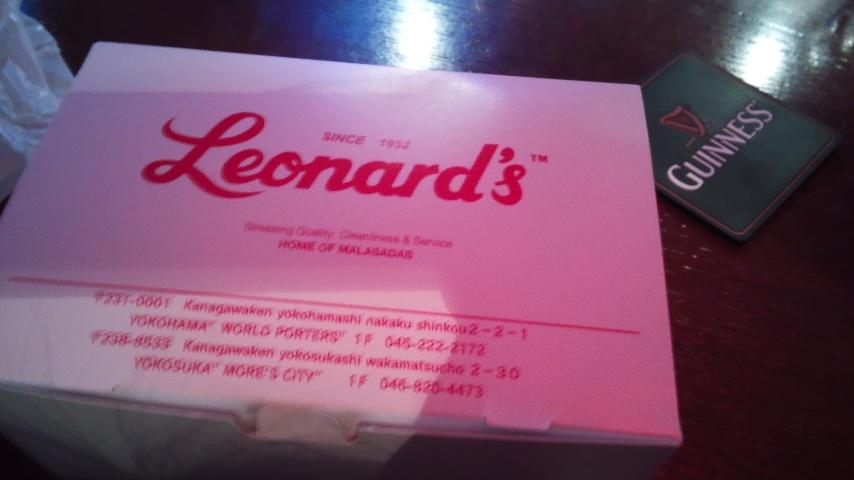 SINCE 1952
Leonard's™
Stressing Quality, Cleanliness & Service
HOME OF MALASADAS
〒231-0001 Kanagawaken yokohamashi nakaku shinkou2-2-1
YOKOHAMA" WORLD PORTERS" 1F 045-222-2172
〒238-8533 Kanagawaken yokosukashi wakamatsucho 2-30
YOKOSUKA" MORE'S CITY" 1F 046-820-4473
GUINNESS